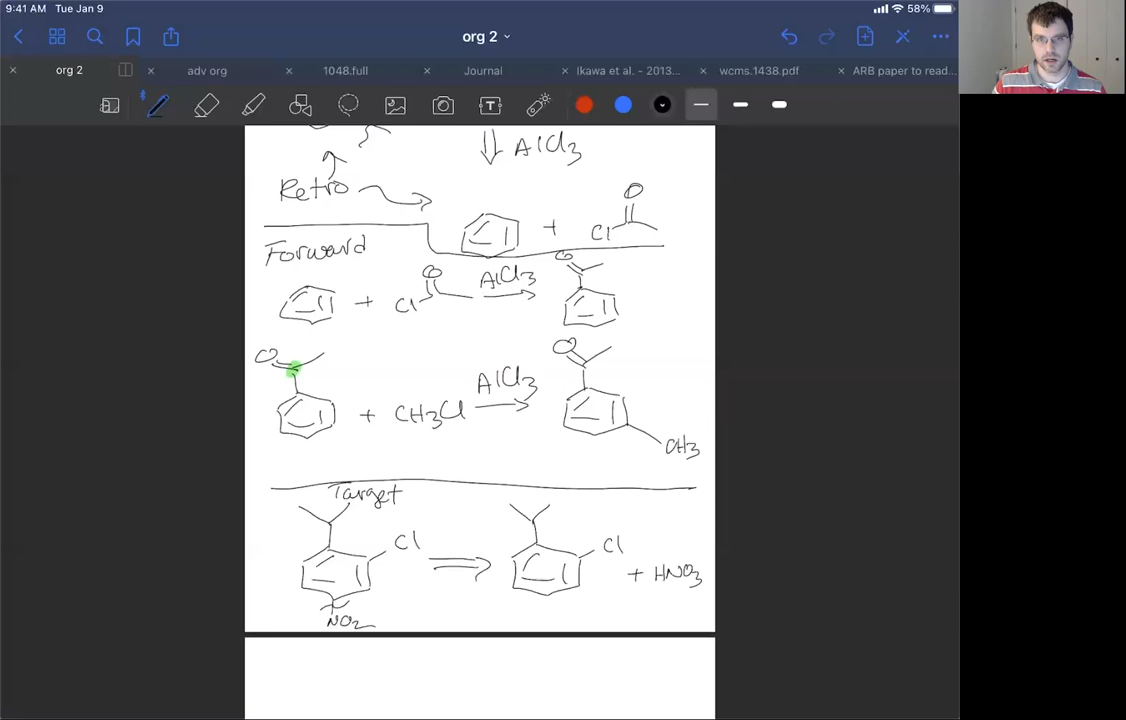 9:41 AM Tue Jan 9
58%
org 2
org 2
adv org
1048.full
Journal
Ikawa et al. - 2013...
wcms.1438.pdf
ARB paper to read...
AlCl3
Retro
O
+ Cl
Forward
O
+ Cl
AlCl3
O
O
+ CH3Cl
AlCl3
O
CH3
Target
Cl
Cl
+ HNO3
NO2